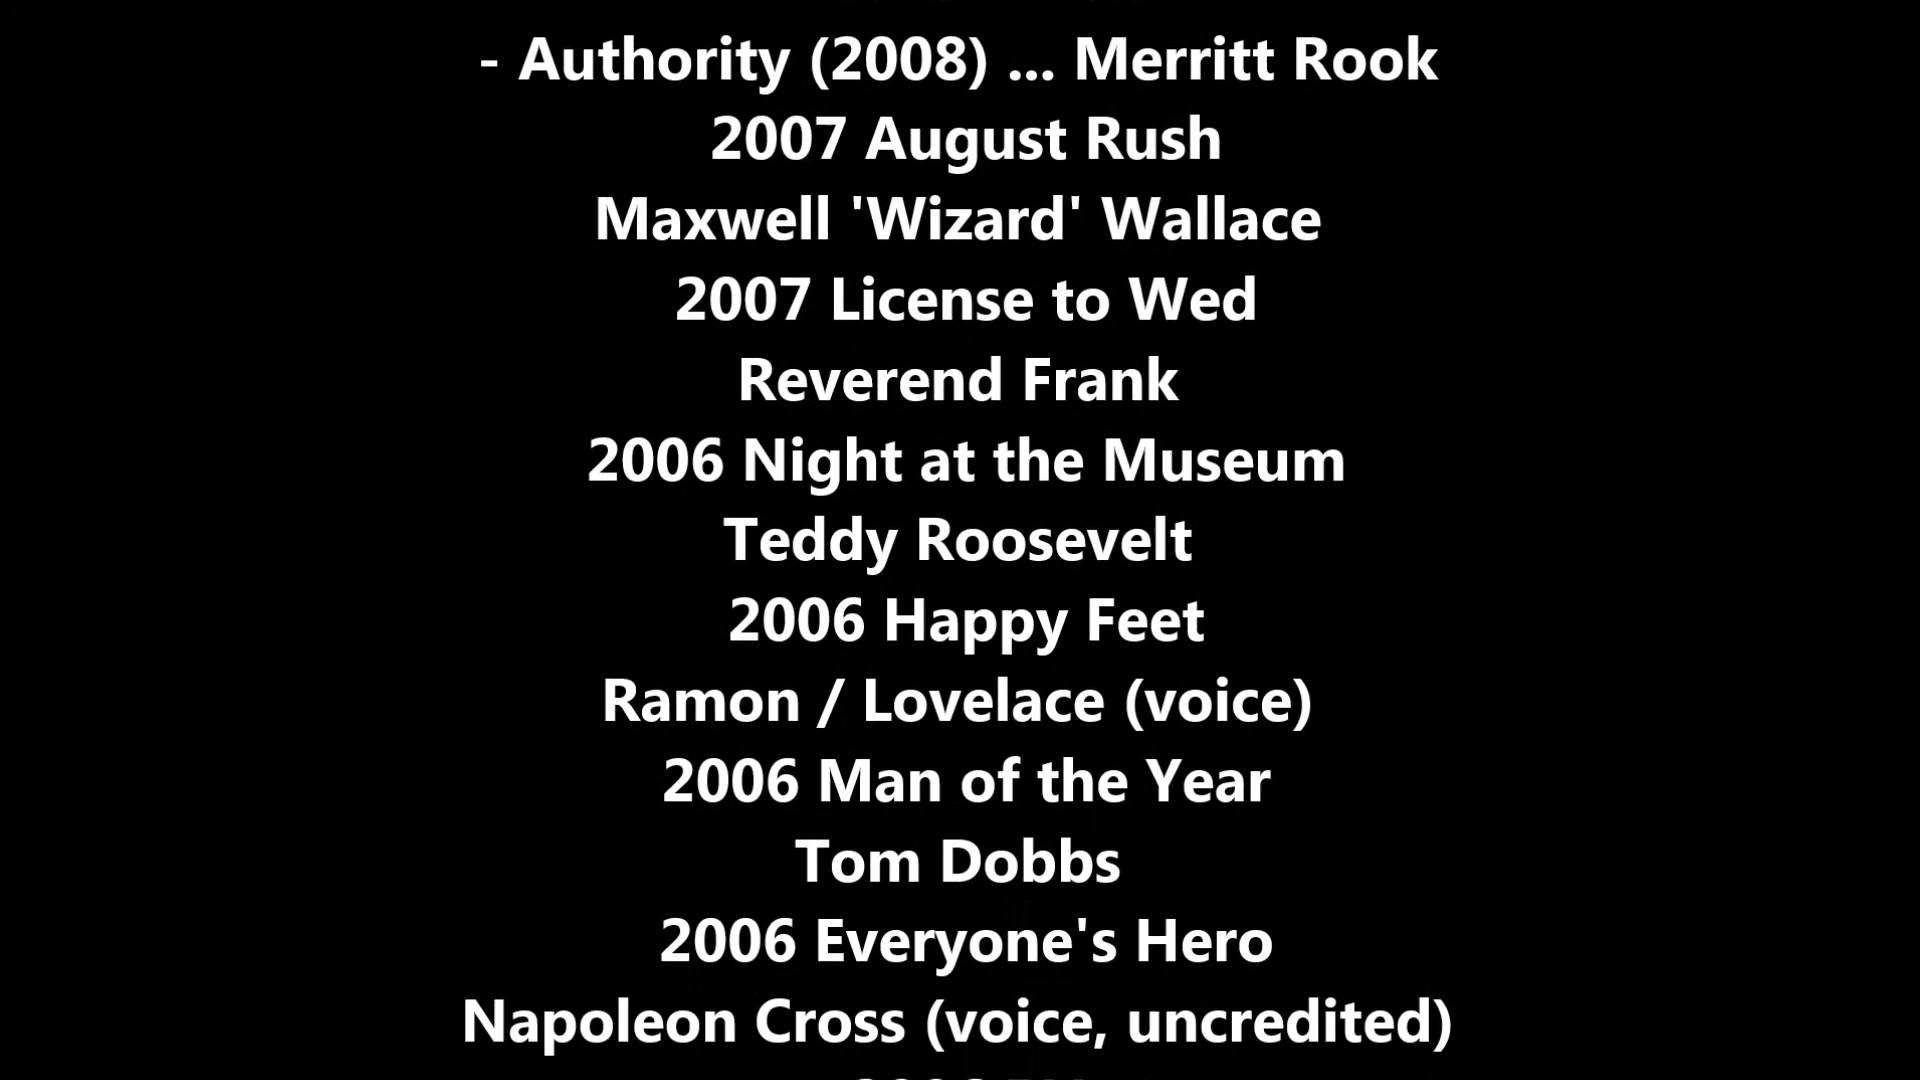 - Authority (2008) ... Merritt Rook
2007 August Rush
Maxwell 'Wizard' Wallace
2007 License to Wed
Reverend Frank
2006 Night at the Museum
Teddy Roosevelt
2006 Happy Feet
Ramon / Lovelace (voice)
2006 Man of the Year
Tom Dobbs
2006 Everyone's Hero
Napoleon Cross (voice, uncredited)